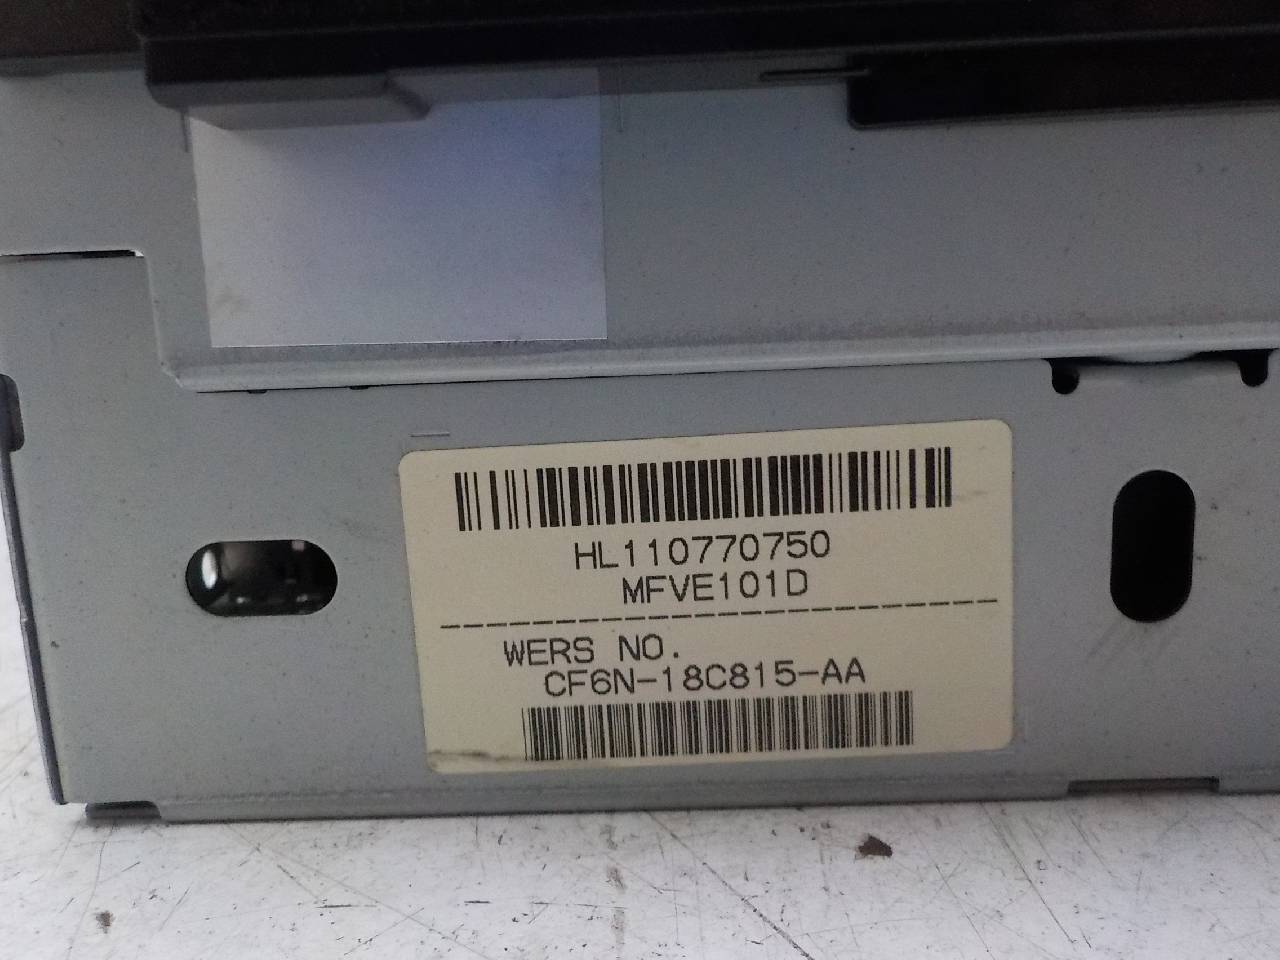 HL110770750
MFVE101D
WERS NO.
CF6N-18C815-AA